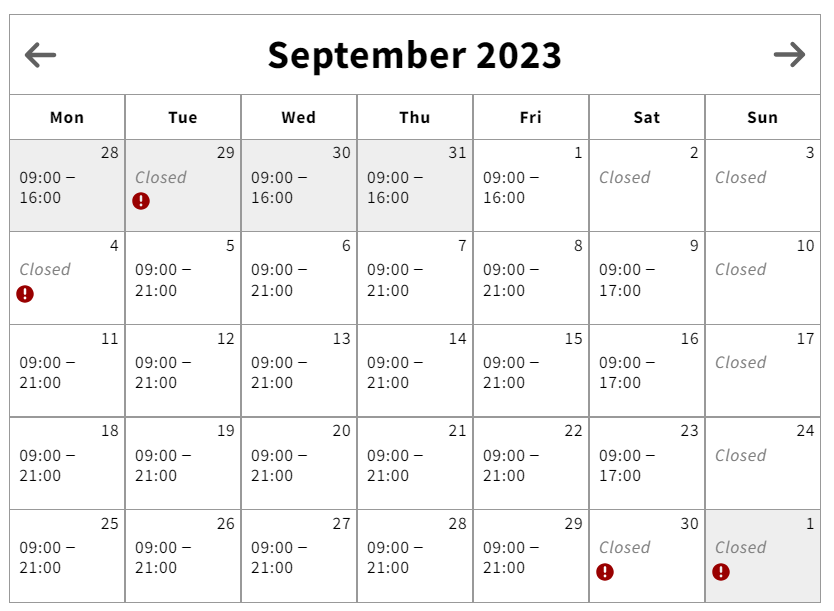 September 2023
Mon Tue Wed Thu Fri Sat Sun
28 29 30 31 1 2 3
09:00 – Closed 09:00 – 09:00 – 09:00 – Closed Closed
16:00 16:00 16:00 16:00
4 5 6 7 8 9 10
Closed 09:00 – 09:00 – 09:00 – 09:00 – 09:00 – Closed
21:00 21:00 21:00 21:00 17:00
11 12 13 14 15 16 17
09:00 – 09:00 – 09:00 – 09:00 – 09:00 – 09:00 – Closed
21:00 21:00 21:00 21:00 21:00 17:00
18 19 20 21 22 23 24
09:00 – 09:00 – 09:00 – 09:00 – 09:00 – 09:00 – Closed
21:00 21:00 21:00 21:00 21:00 17:00
25 26 27 28 29 30 1
09:00 – 09:00 – 09:00 – 09:00 – 09:00 – Closed Closed
21:00 21:00 21:00 21:00 21:00